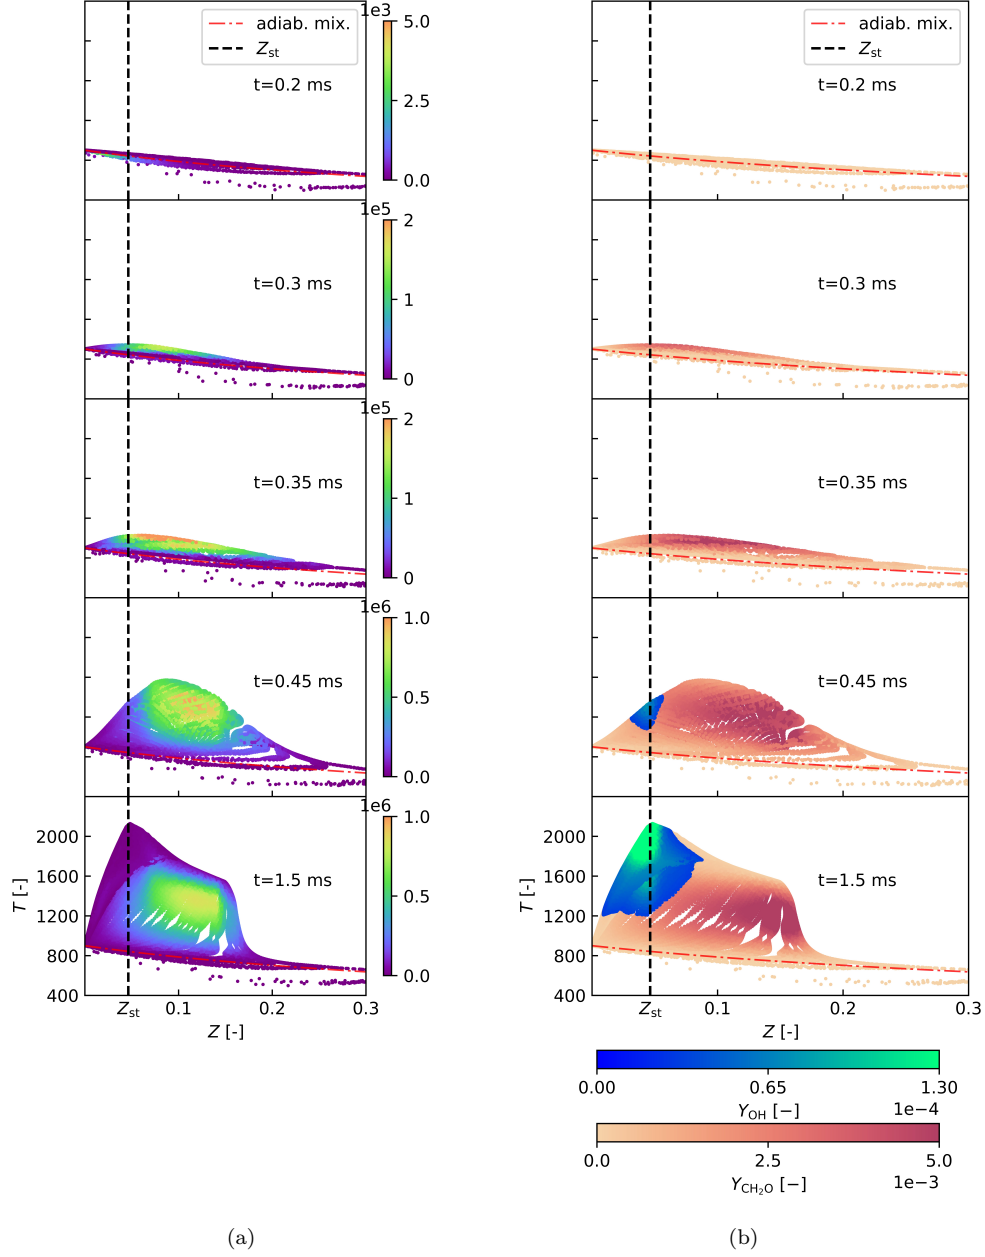 1e3
adiab. mix.
Z_st
t=0.2 ms
5.0
2.5
0.0
1e5
t=0.3 ms
2
1
0
1e5
t=0.35 ms
2
1
0
1e6
t=0.45 ms
1.0
0.5
0.0
1e6
t=1.5 ms
1.0
0.5
0.0
2000
1600
1200
800
400
T [-]
Z_st 0.1 0.2 0.3
Z [-]
(a)
adiab. mix.
Z_st
t=0.2 ms
t=0.3 ms
t=0.35 ms
t=0.45 ms
t=1.5 ms
2000
1600
1200
800
400
T [-]
Z_st 0.1 0.2 0.3
Z [-]
0.00 0.65 1.30
Y_OH [−] 1e−4
0.0 2.5 5.0
Y_CH₂O [−] 1e−3
(b)